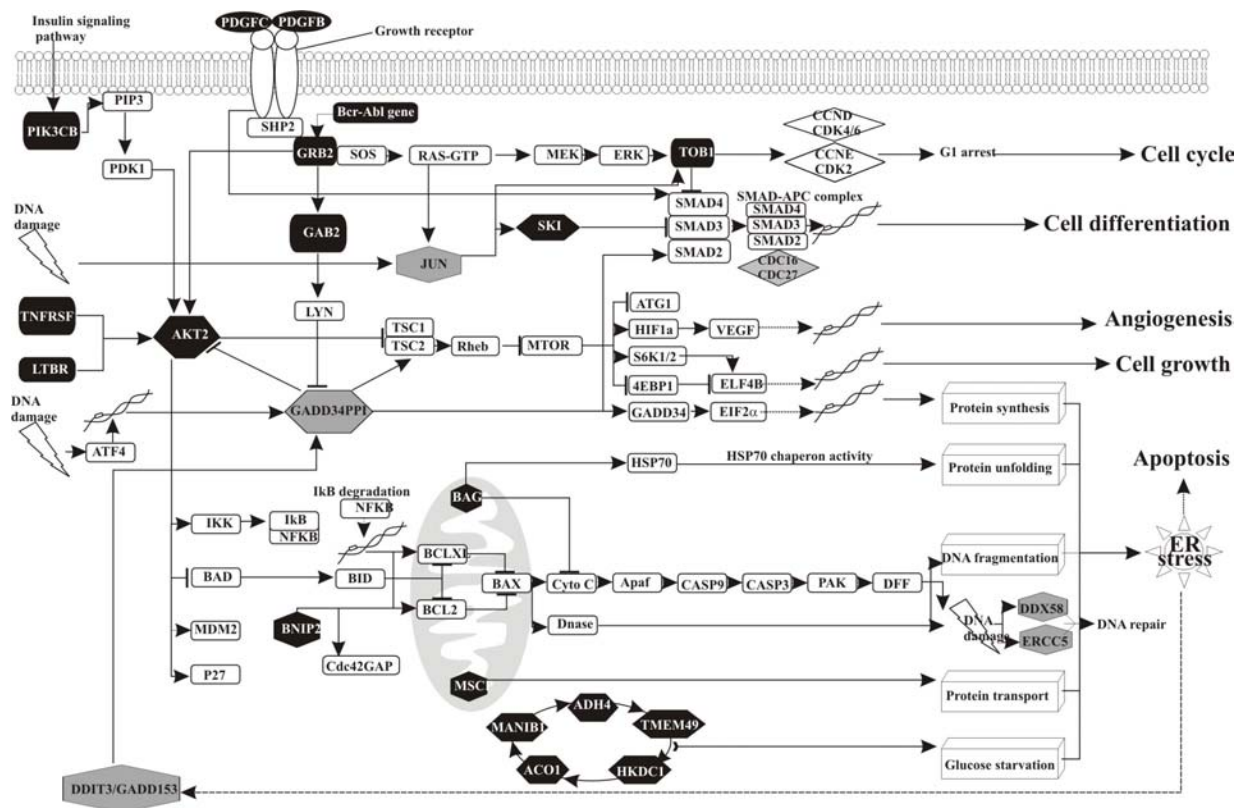 Insulin signaling
pathway
PDGFC
PDGFB
Growth receptor
PIK3CB
PIP3
PDK1
SHP2
Bcr-Abl gene
GRB2
SOS
RAS-GTP
MEK
ERK
TOB1
CCND
CDK4/6
CCNE
CDK2
G1 arrest
Cell cycle
DNA
damage
GAB2
JUN
SKI
SMAD4
SMAD3
SMAD2
SMAD-APC complex
SMAD4
SMAD3
SMAD2
CDC16
CDC27
Cell differentiation
TNFRSF
LTBR
AKT2
LYN
TSC1
TSC2
Rheb
MTOR
ATG1
HIF1a
VEGF
Angiogenesis
S6K1/2
4EBP1
ELF4B
Cell growth
DNA
damage
ATF4
GADD34PPI
GADD34
EIF2α
Protein synthesis
BAG
HSP70
HSP70 chaperon activity
Protein unfolding
Apoptosis
IKK
IkB
NFKB
IkB degradation
NFKB
BCLXL
BAD
BID
BAX
BCL2
Cyto C
Apaf
CASP9
CASP3
PAK
DFF
DNA fragmentation
ER
stress
BNIP2
MDM2
Cdc42GAP
P27
Dnase
DNA
damage
DDX58
ERCC5
DNA repair
MSC
Protein transport
ADH4
MANIB1
TMEM49
ACO1
HKDC1
Glucose starvation
DDIT3/GADD153